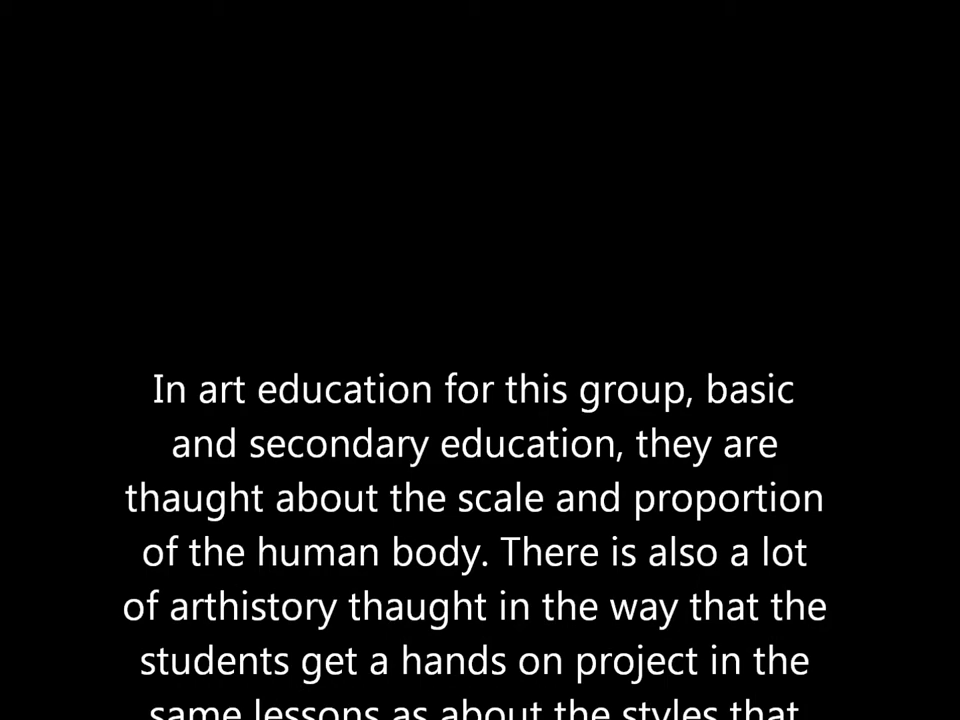 In art education for this group, basic
and secondary education, they are
thaught about the scale and proportion
of the human body. There is also a lot
of arthistory thaught in the way that the
students get a hands on project in the
same lessons as about the styles that